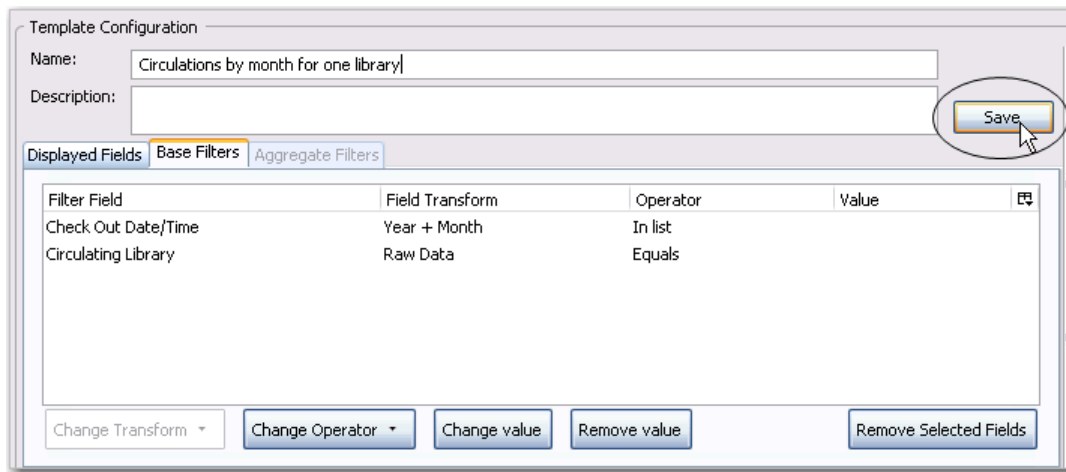 Template Configuration
Name: Circulations by month for one library
Description:
Save
Displayed Fields Base Filters Aggregate Filters
Filter Field Field Transform Operator Value
Check Out Date/Time Year + Month In list
Circulating Library Raw Data Equals
Change Transform Change Operator Change value Remove value Remove Selected Fields